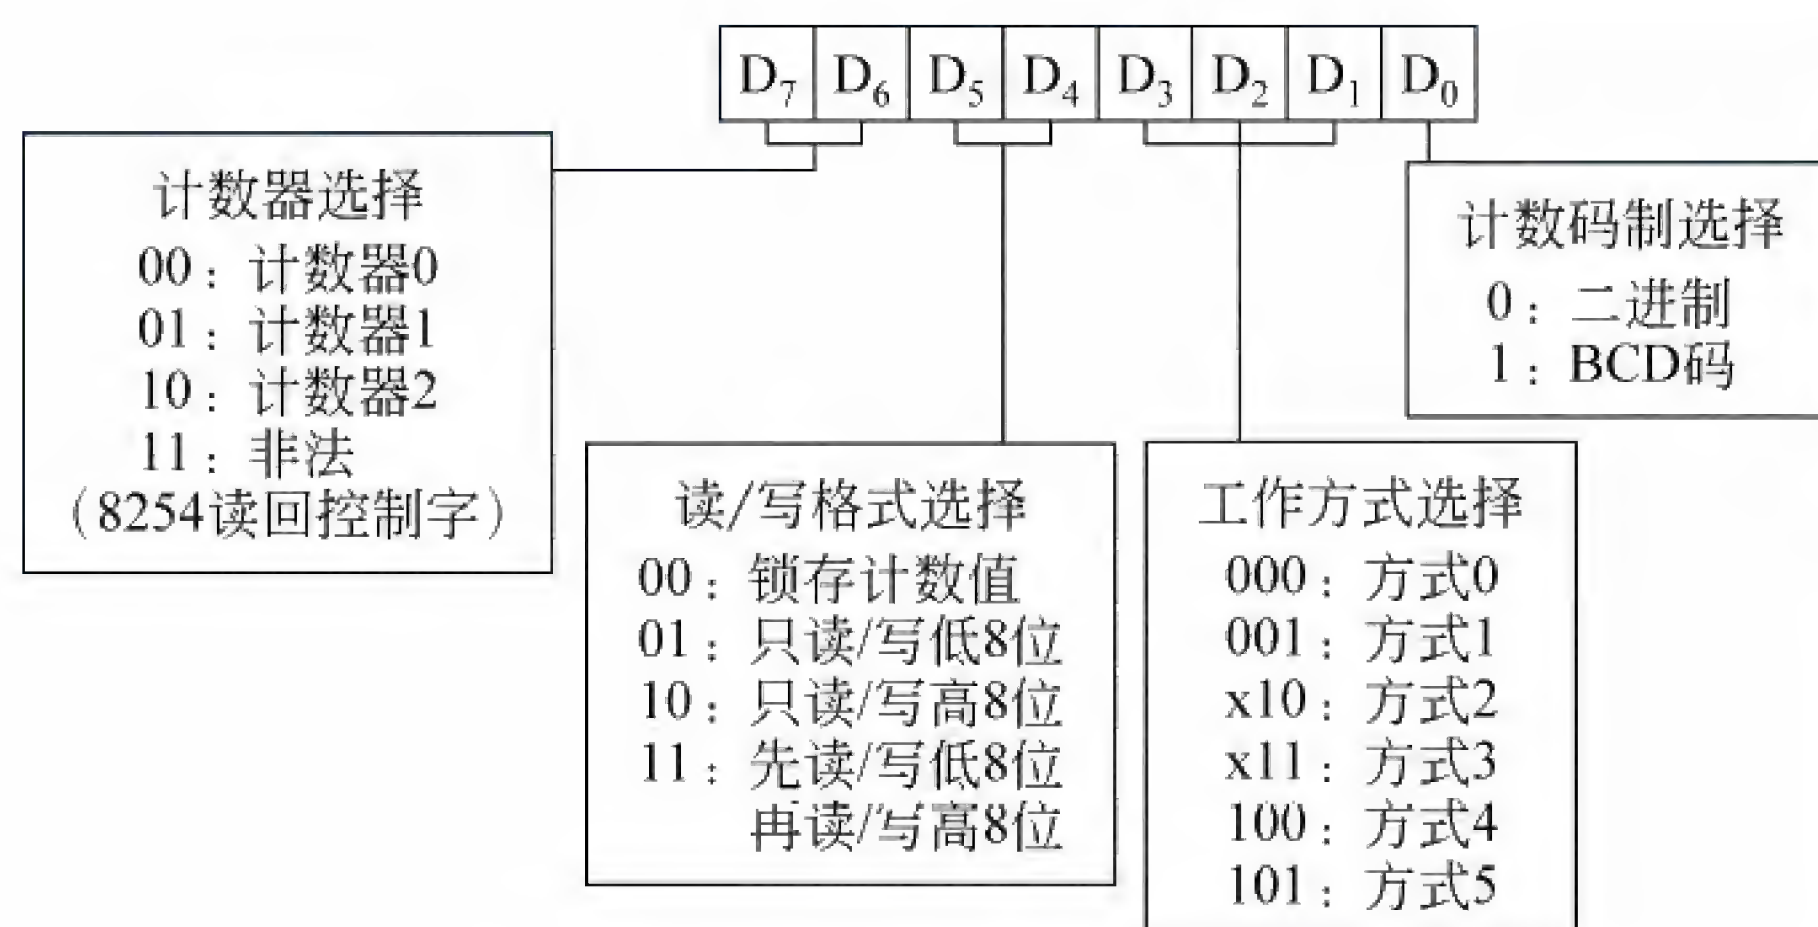 D7 D6 D5 D4 D3 D2 D1 D0
计数器选择
00：计数器0
01：计数器1
10：计数器2
11：非法
（8254读回控制字）
读/写格式选择
00：锁存计数值
01：只读/写低8位
10：只读/写高8位
11：先读/写低8位
再读/写高8位
工作方式选择
000：方式0
001：方式1
x10：方式2
x11：方式3
100：方式4
101：方式5
计数码制选择
0：二进制
1：BCD码